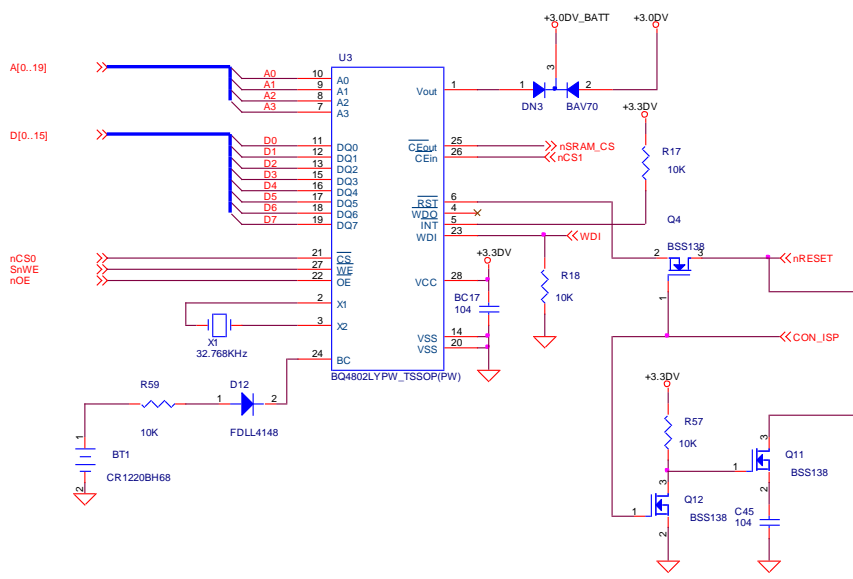 +3.0DV_BATT
+3.0DV
A[0..19]
U3
A0 10 A0
A1 9 A1
A2 8 A2
A3 7 A3
Vout 1
3
1 2
DN3 BAV70
+3.3DV
D[0..15]
D0 11 DQ0
D1 12 DQ1
D2 13 DQ2
D3 15 DQ3
D4 16 DQ4
D5 17 DQ5
D6 18 DQ6
D7 19 DQ7
CEout 25 nSRAM_CS
CEin 26 nCS1
R17
10K
RST 6
WDO 4
INT 5
WDI 23 WDI
Q4
BSS138
2 3
1
nRESET
nCS0 21 CS
SnWE 27 WE
nOE 22 OE
+3.3DV
VCC 28
BC17
104
R18
10K
2 X1
3 X2
X1
32.768KHz
VSS 14
VSS 20
CON_ISP
24 BC
BQ4802LYPW_TSSOP(PW)
R59
10K
D12
1 2
FDLL4148
+3.3DV
R57
10K
1
BT1
CR1220BH68
2
3
1
Q11
BSS138
2
3
1
Q12
BSS138
2
C45
104